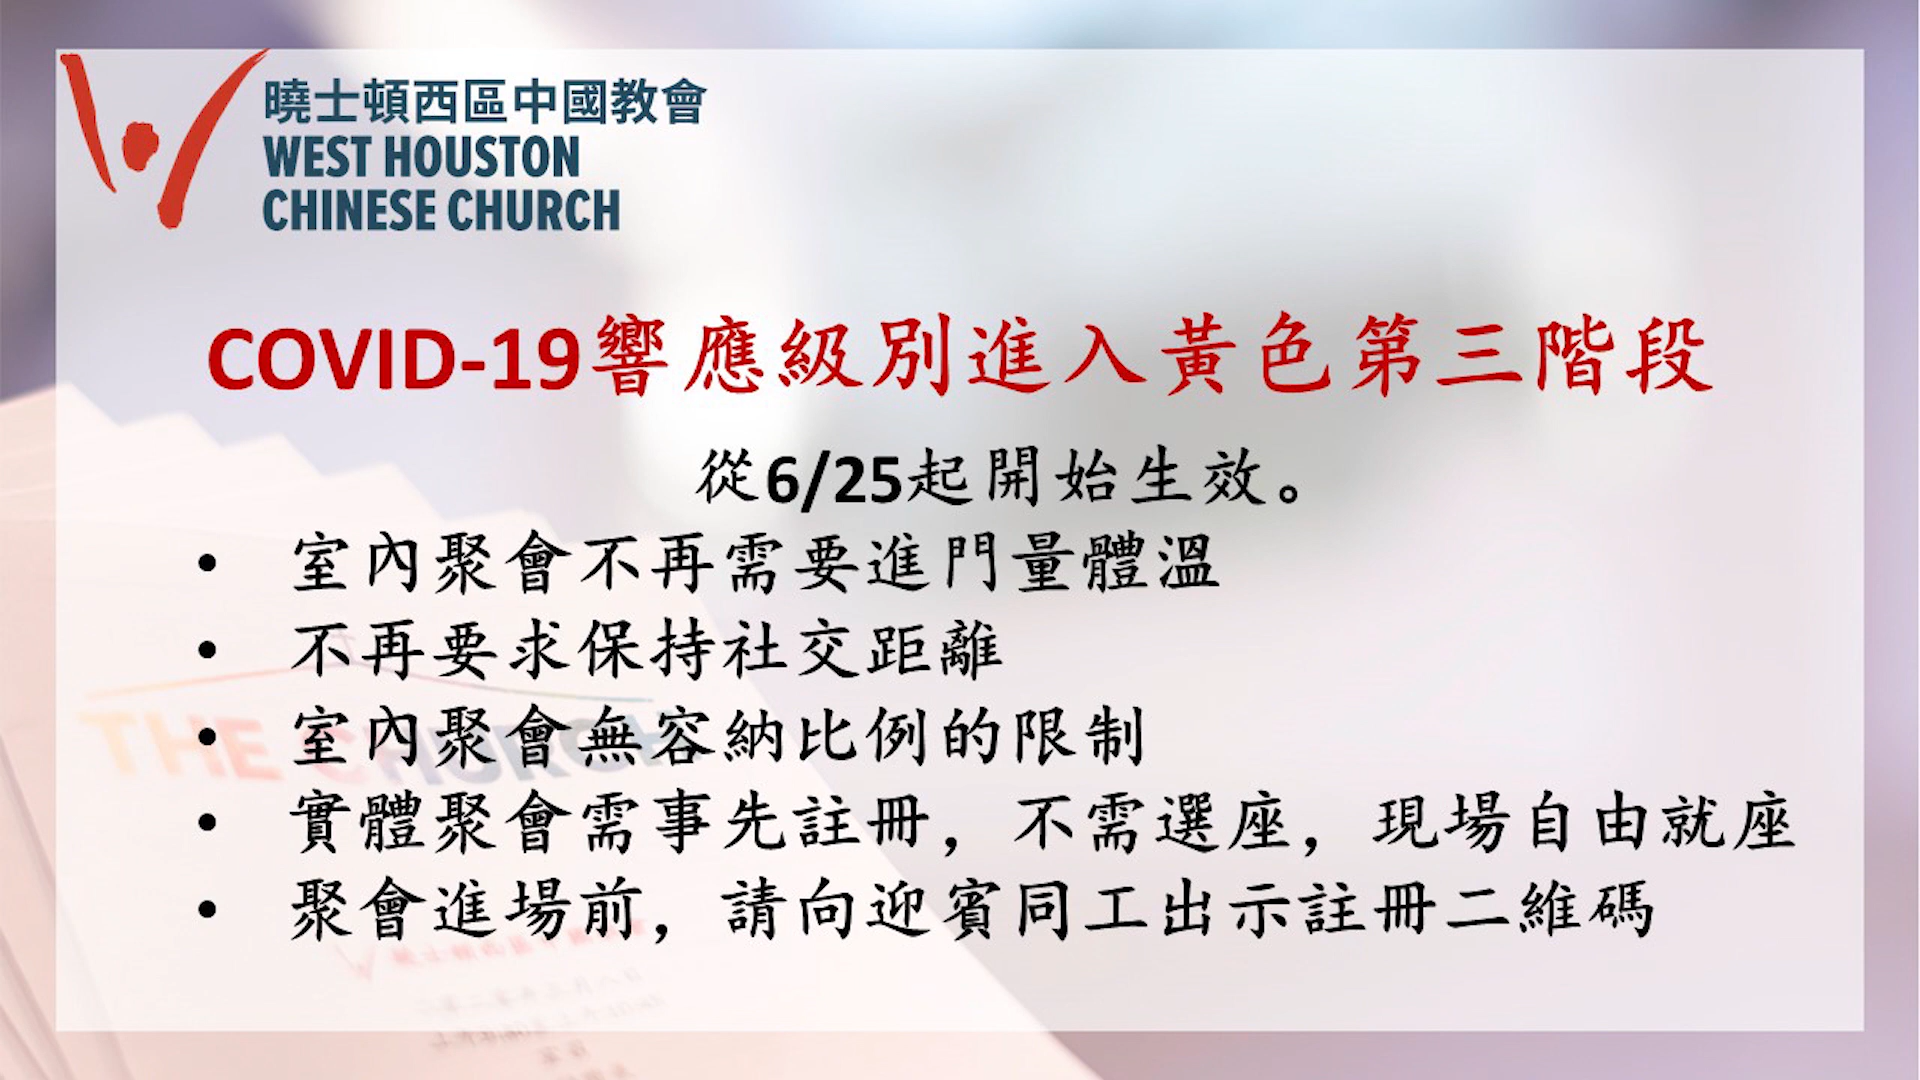 曉士頓西區中國教會
WEST HOUSTON
CHINESE CHURCH
COVID-19響應級別進入黃色第三階段
從6/25起開始生效。
• 室內聚會不再需要進門量體溫
• 不再要求保持社交距離
• 室內聚會無容納比例的限制
• 實體聚會需事先註冊，不需選座，現場自由就座
• 聚會進場前，請向迎賓同工出示註冊二維碼
THE CHURCH